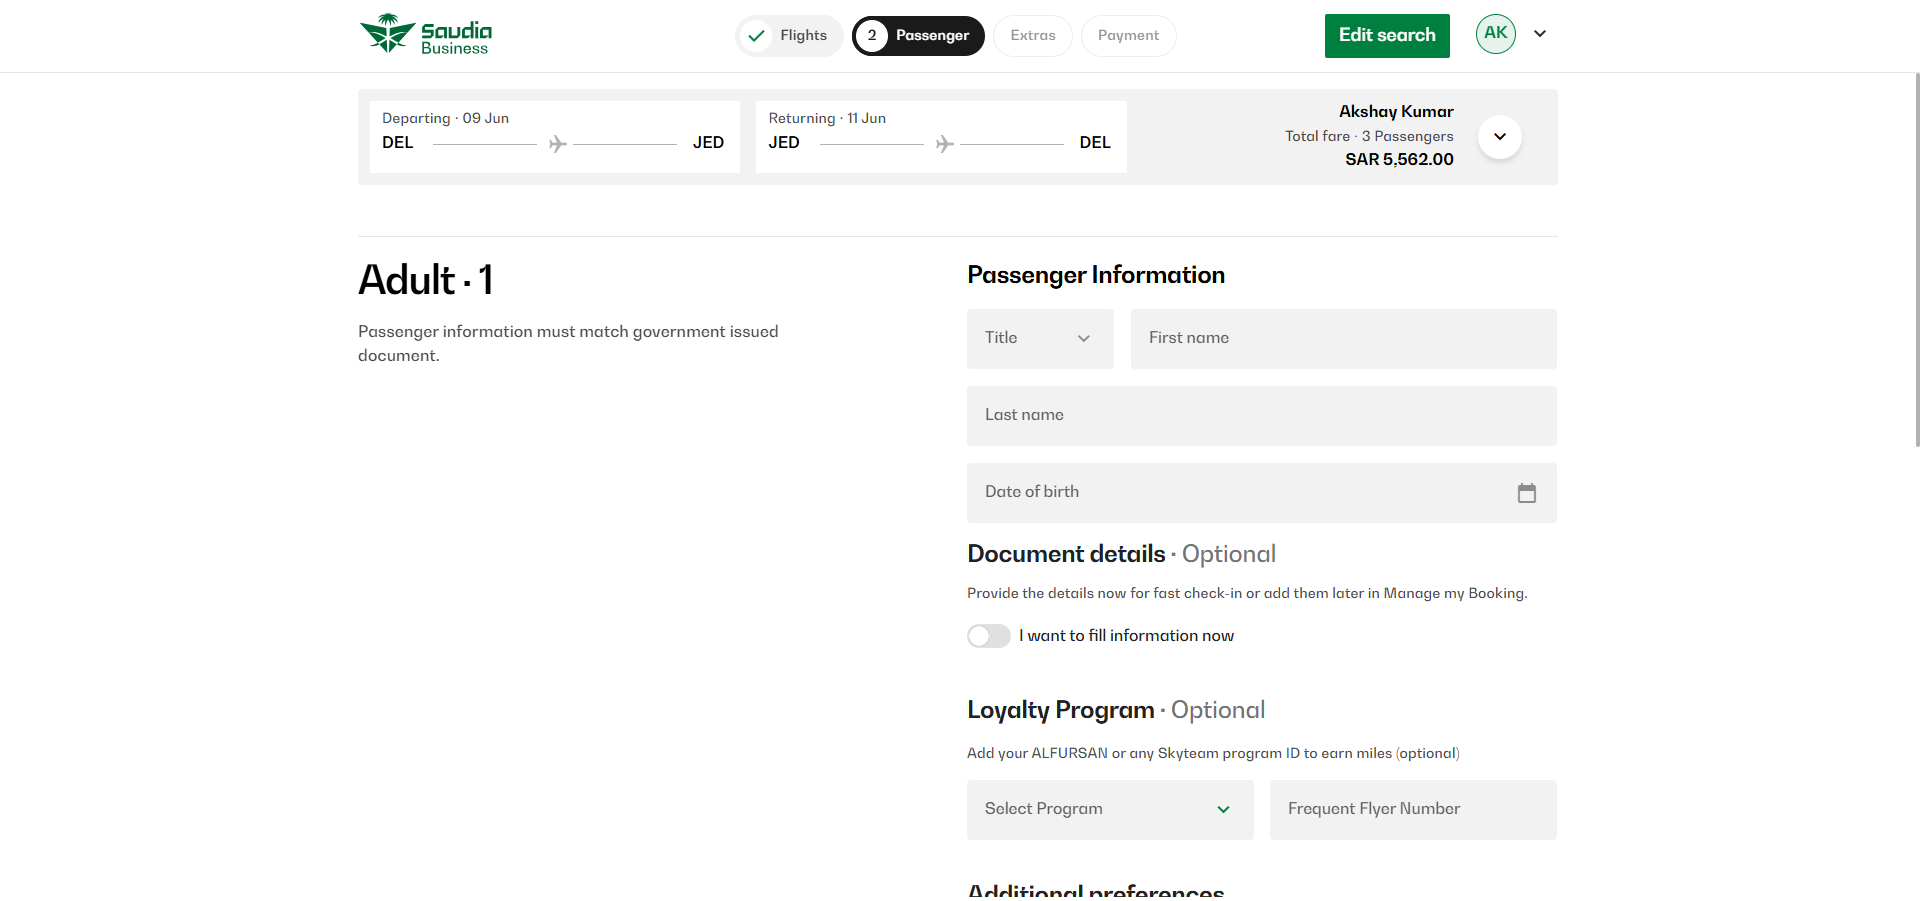 Saudia
Business
Flights
2 Passenger
Extras
Payment
Edit search
AK
Departing · 09 Jun
DEL JED
Returning · 11 Jun
JED DEL
Akshay Kumar
Total fare · 3 Passengers
SAR 5,562.00
Adult · 1
Passenger information must match government issued
document.
Passenger Information
Title
First name
Last name
Date of birth
Document details · Optional
Provide the details now for fast check-in or add them later in Manage my Booking.
I want to fill information now
Loyalty Program · Optional
Add your ALFURSAN or any Skyteam program ID to earn miles (optional)
Select Program
Frequent Flyer Number
Additional preferences